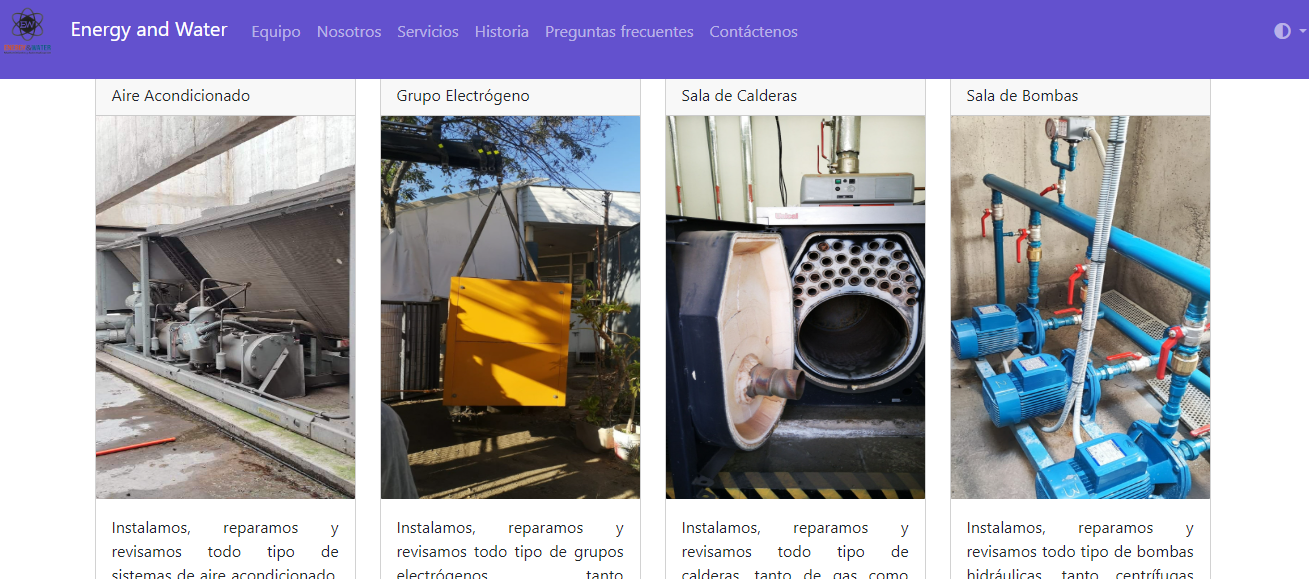 Energy and Water
Equipo
Nosotros
Servicios
Historia
Preguntas frecuentes
Contáctenos
Aire Acondicionado
Grupo Electrógeno
Sala de Calderas
Sala de Bombas
Instalamos, reparamos y
revisamos todo tipo de
sistemas de aire acondicionado,
Instalamos, reparamos y
revisamos todo tipo de grupos
electrógenos, tanto
Instalamos, reparamos y
revisamos todo tipo de
calderas, tanto de gas como
Instalamos, reparamos y
revisamos todo tipo de bombas
hidráulicas, tanto centrífugas